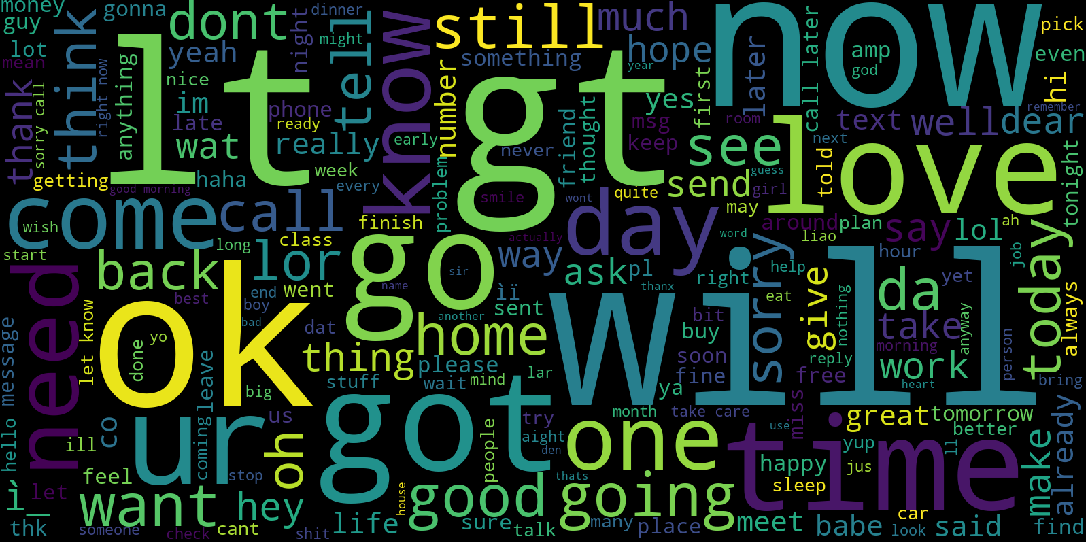 money
gonna
dinner
guy
dont
might
still
much
now
pick
lot
mean
think
yeah
night
tell
know
something
hope
later
amp
god
even
thank
right now
anything
lt
nice
im
phone
gt
year
yes
first
call later
hi
sorry call
late
wat
ready
really
early
number
never
friend
thought
msg
keep
room
see
love
text
well
dear
remember
next
getting
good morning
haha
week
every
problem
smile
wont
quite
send
girl
guess
told
tonight
wish
come
call
finish
day
may
around
plan
say
lol
ah
start
long
class
go
actually
word
liao
hour
job
need
back
lor
way
ask
pl
right
help
sorry
give
da
yet
today
always
best
end
went
sir
name
ìï
sent
will
thanx
eat
nothing
take
let know
ok
boy
bad
dat
home
another
bit
buy
morning
anyway
person
yo
done
thing
please
soon
fine
free
reply
work
hello message
leave
big
stuff
wait
mind
lar
ya
heart
bring
ur
us
got
month
take care
miss
great
tomorrow
better
ill
co
coming
oh
try
aight
one
use
time
yup
ll
make
already
feel
stop
people
den
thats
happy
jus
sleep
ì_
let
want
hey
house
good
going
car
thk
someone
check
cant
shit
life
sure
talk
many
place
meet
babe
look
said
find